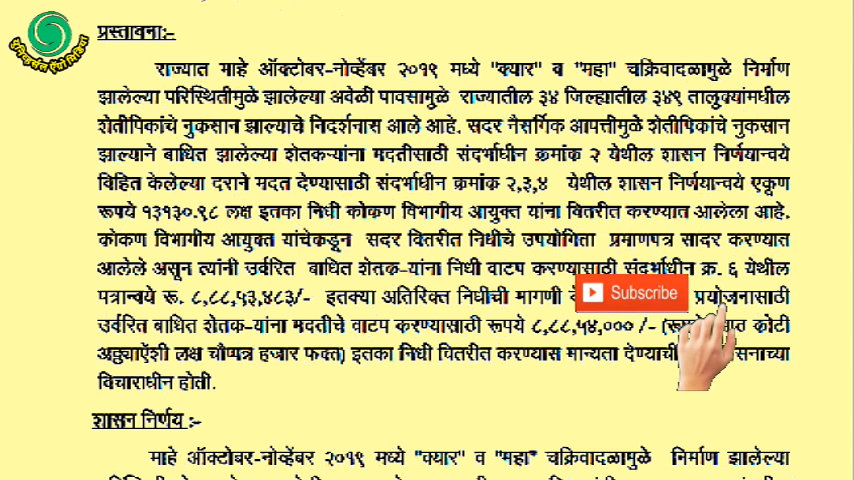 प्रस्तावनाः-
राज्यात माहे ऑक्टोबर-नोव्हेंबर २०१९ मध्ये "क्यार" व "महा" चक्रिवादळामुळे निर्माण
झालेल्या परिस्थितीमुळे झालेल्या अवेळी पावसामुळे राज्यातील ३४ जिल्ह्यातील ३४९ तालुक्यांमधील
शेतीपिकांचे नुकसान झाल्याचे निदर्शनास आले आहे. सदर नैसर्गिक आपत्तीमुळे शेतीपिकांचे नुकसान
झाल्याने बाधित झालेल्या शेतकऱ्यांना मदतीसाठी संदर्भाधीन क्रमांक २ येथील शासन निर्णयान्वये
विहित केलेल्या दराने मदत देण्यासाठी संदर्भाधीन क्रमांक २,३,४ येथील शासन निर्णयान्वये एकूण
रूपये १३१३०.९८ लक्ष इतका निधी कोकण विभागीय आयुक्त यांना वितरीत करण्यात आलेला आहे.
कोकण विभागीय आयुक्त यांचेकडून सदर वितरीत निधीचे उपयोगिता प्रमाणपत्र सादर करण्यात
आलेले असून त्यांनी उर्वरित बाधित शेतक-यांना निधी वाटप करण्यासाठी संदर्भाधीन क्र. ६ येथील
पत्रान्वये रू. ८,८८,५३,४८३/- इतक्या अतिरिक्त निधीची मागणी Subscribe प्रयोजनासाठी
उर्वरित बाधित शेतक-यांना मदतीचे वाटप करण्यासाठी रूपये ८,८८,५४,००० /- कोटी
अठ्ठयाऐंशी लक्ष चौप्पन्न हजार फक्त) इतका निधी वितरीत करण्यास मान्यता देण्याची
विचाराधीन होती.
शासन निर्णय :-
माहे ऑक्टोबर-नोव्हेंबर २०१९ मध्ये "क्यार" व "महा" चक्रिवादळामुळे निर्माण झालेल्या